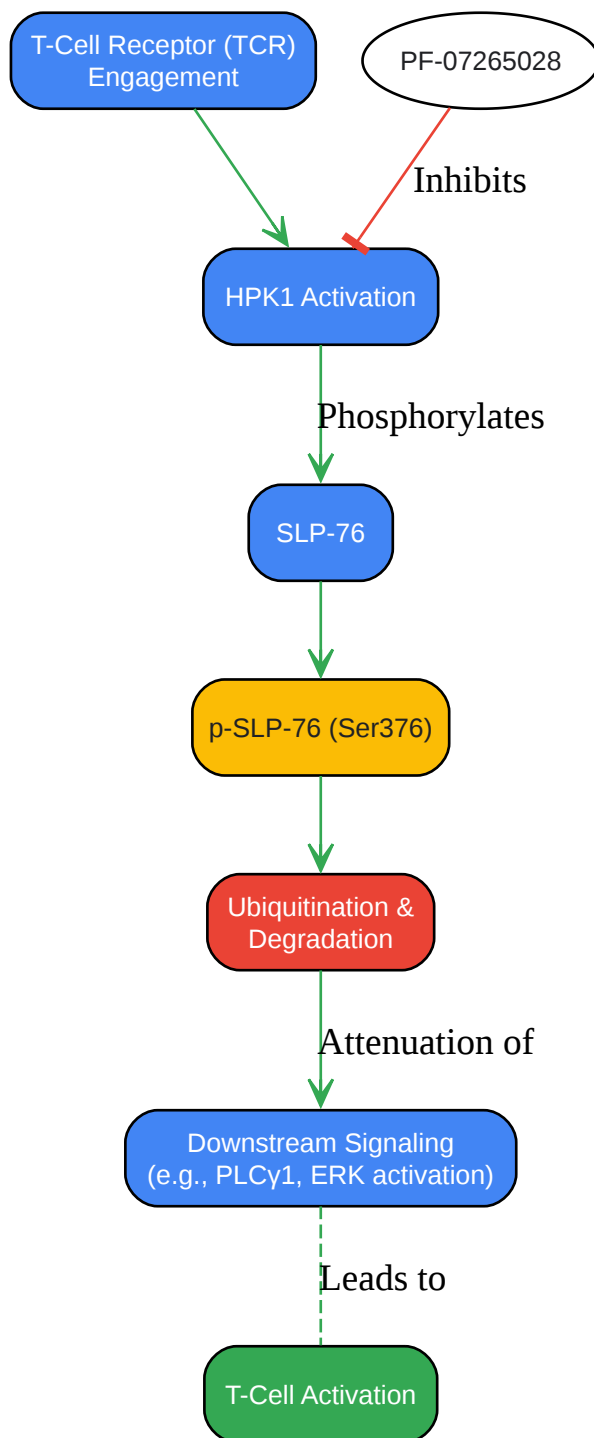 T-Cell Receptor (TCR)
Engagement
PF-07265028
Inhibits
HPK1 Activation
Phosphorylates
SLP-76
p-SLP-76 (Ser376)
Ubiquitination &
Degradation
Attenuation of
Downstream Signaling
(e.g., PLCγ1, ERK activation)
Leads to
T-Cell Activation